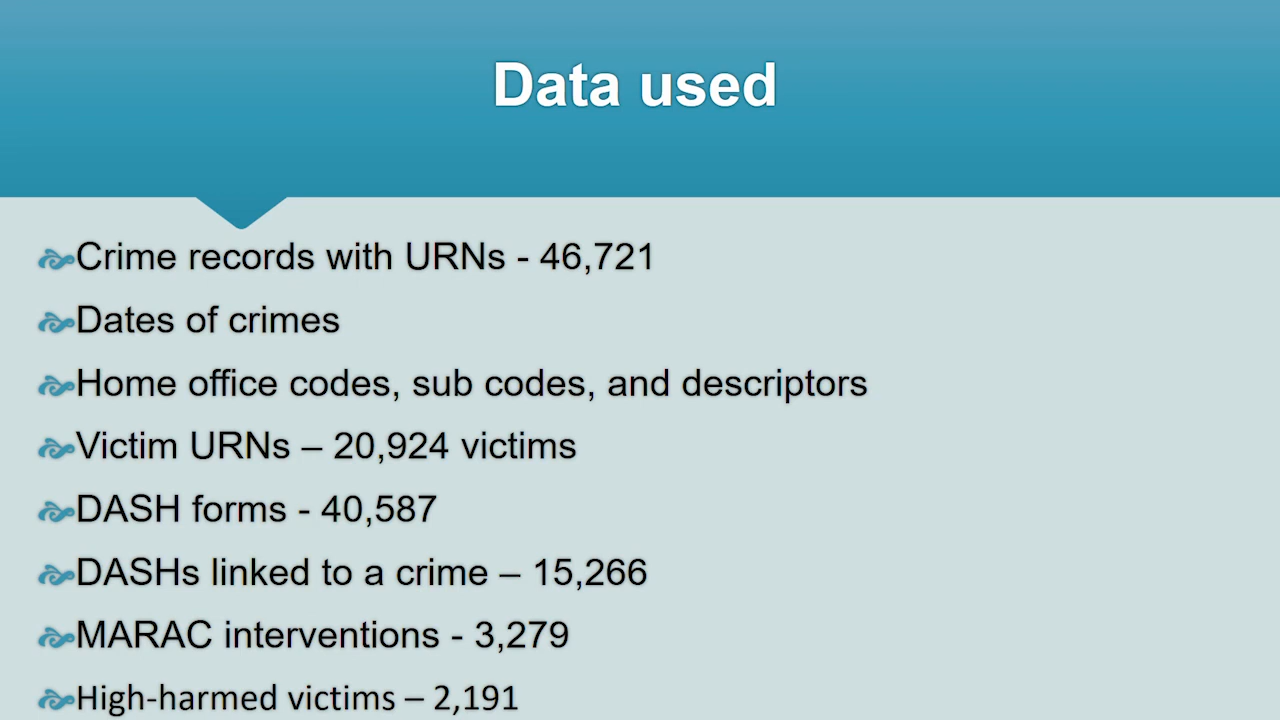 Data used
Crime records with URNs - 46,721
Dates of crimes
Home office codes, sub codes, and descriptors
Victim URNs – 20,924 victims
DASH forms - 40,587
DASHs linked to a crime – 15,266
MARAC interventions - 3,279
High-harmed victims – 2,191